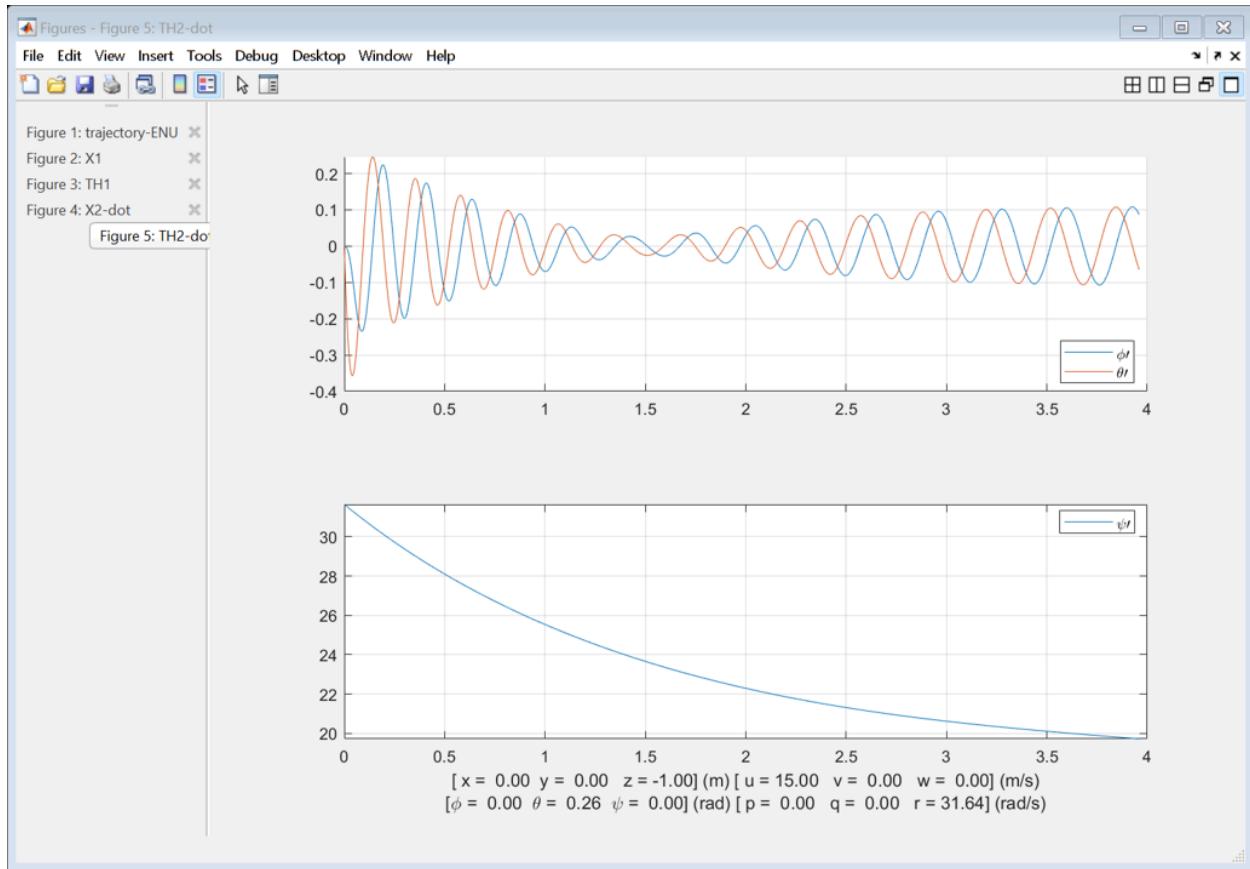 Figures - Figure 5: TH2-dot
File Edit View Insert Tools Debug Desktop Window Help
Figure 1: trajectory-ENU
Figure 2: X1
Figure 3: TH1
Figure 4: X2-dot
Figure 5: TH2-dot
0.2
0.1
0
-0.1
-0.2
-0.3
-0.4
ϕ′
θ′
0 0.5 1 1.5 2 2.5 3 3.5 4
30
28
26
24
22
20
ψ′
0 0.5 1 1.5 2 2.5 3 3.5 4
[ x = 0.00 y = 0.00 z = -1.00] (m) [ u = 15.00 v = 0.00 w = 0.00] (m/s)
[ϕ = 0.00 θ = 0.26 ψ = 0.00] (rad) [ p = 0.00 q = 0.00 r = 31.64] (rad/s)